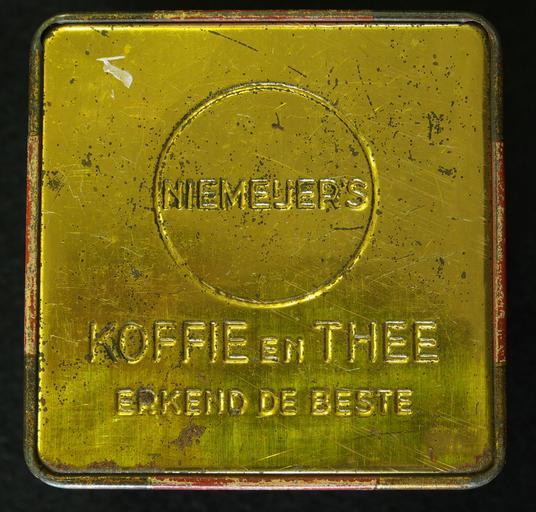 NIEMEIJER'S
KOFFIE EN THEE
ERKEND DE BESTE